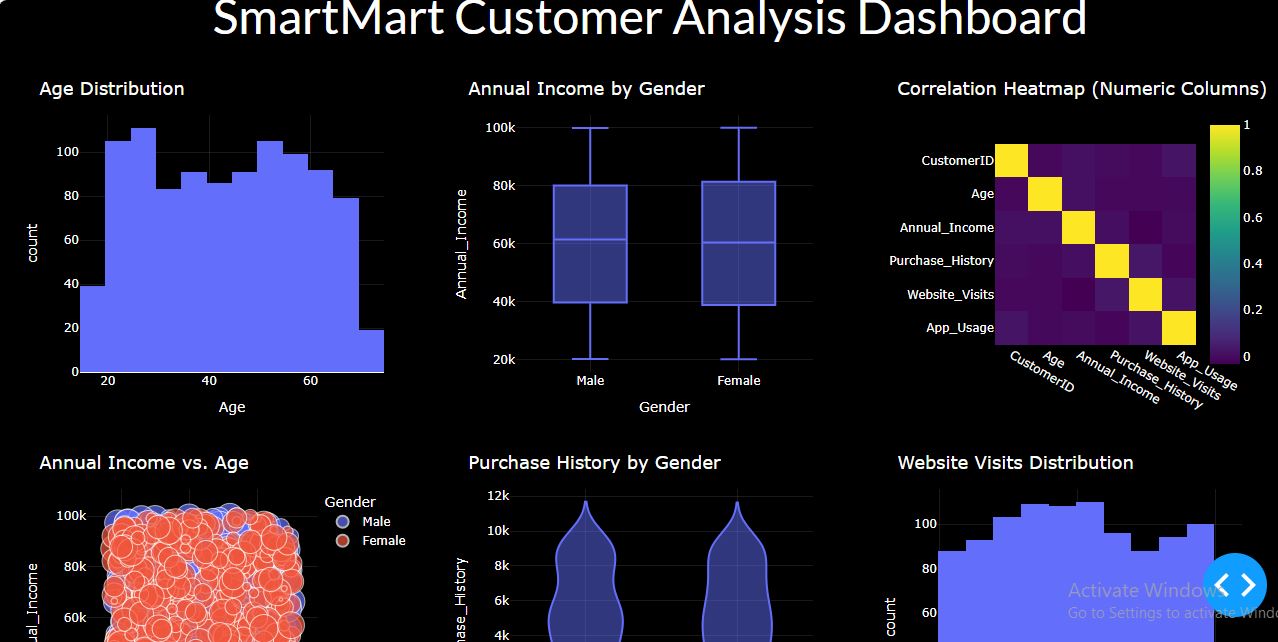 SmartMart Customer Analysis Dashboard
Age Distribution
100
80
60
40
20
0
count
20 40 60
Age
Annual Income by Gender
100k
80k
60k
40k
20k
Annual_Income
Male Female
Gender
Correlation Heatmap (Numeric Columns)
CustomerID
Age
Annual_Income
Purchase_History
Website_Visits
App_Usage
CustomerID
Age
Annual_Income
Purchase_History
Website_Visits
App_Usage
1
0.8
0.6
0.4
0.2
0
Annual Income vs. Age
100k
80k
60k
ual_Income
Gender
Male
Female
Purchase History by Gender
12k
10k
8k
6k
4k
hase_History
Website Visits Distribution
100
80
60
count
Activate Windows
Go to Settings to activate Windo